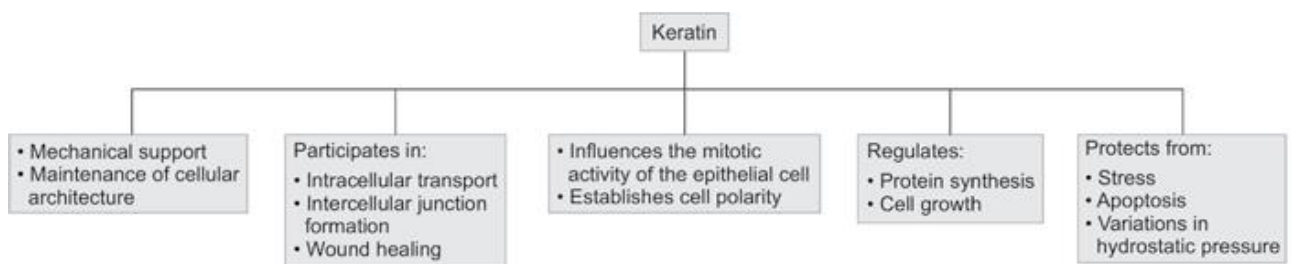 Keratin
• Mechanical support
• Maintenance of cellular
architecture
Participates in:
• Intracellular transport
• Intercellular junction
formation
• Wound healing
• Influences the mitotic
activity of the epithelial cell
• Establishes cell polarity
Regulates:
• Protein synthesis
• Cell growth
Protects from:
• Stress
• Apoptosis
• Variations in
hydrostatic pressure